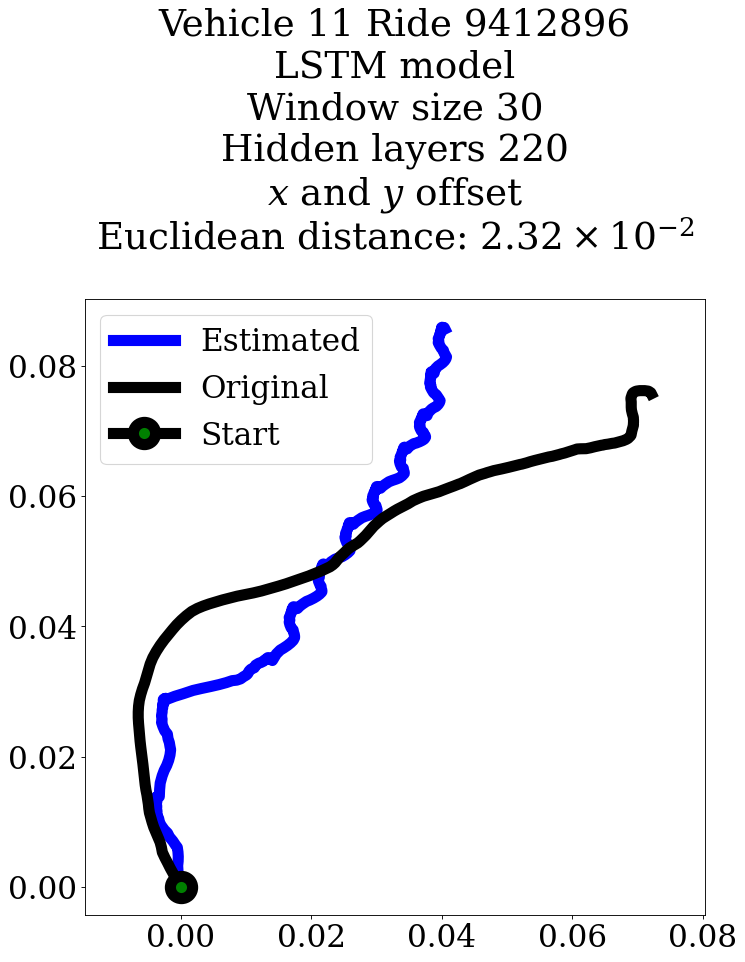 Vehicle 11 Ride 9412896
LSTM model
Window size 30
Hidden layers 220
x and y offset
Euclidean distance: 2.32 × 10⁻²
Estimated
Original
Start
0.08
0.06
0.04
0.02
0.00
0.00 0.02 0.04 0.06 0.08